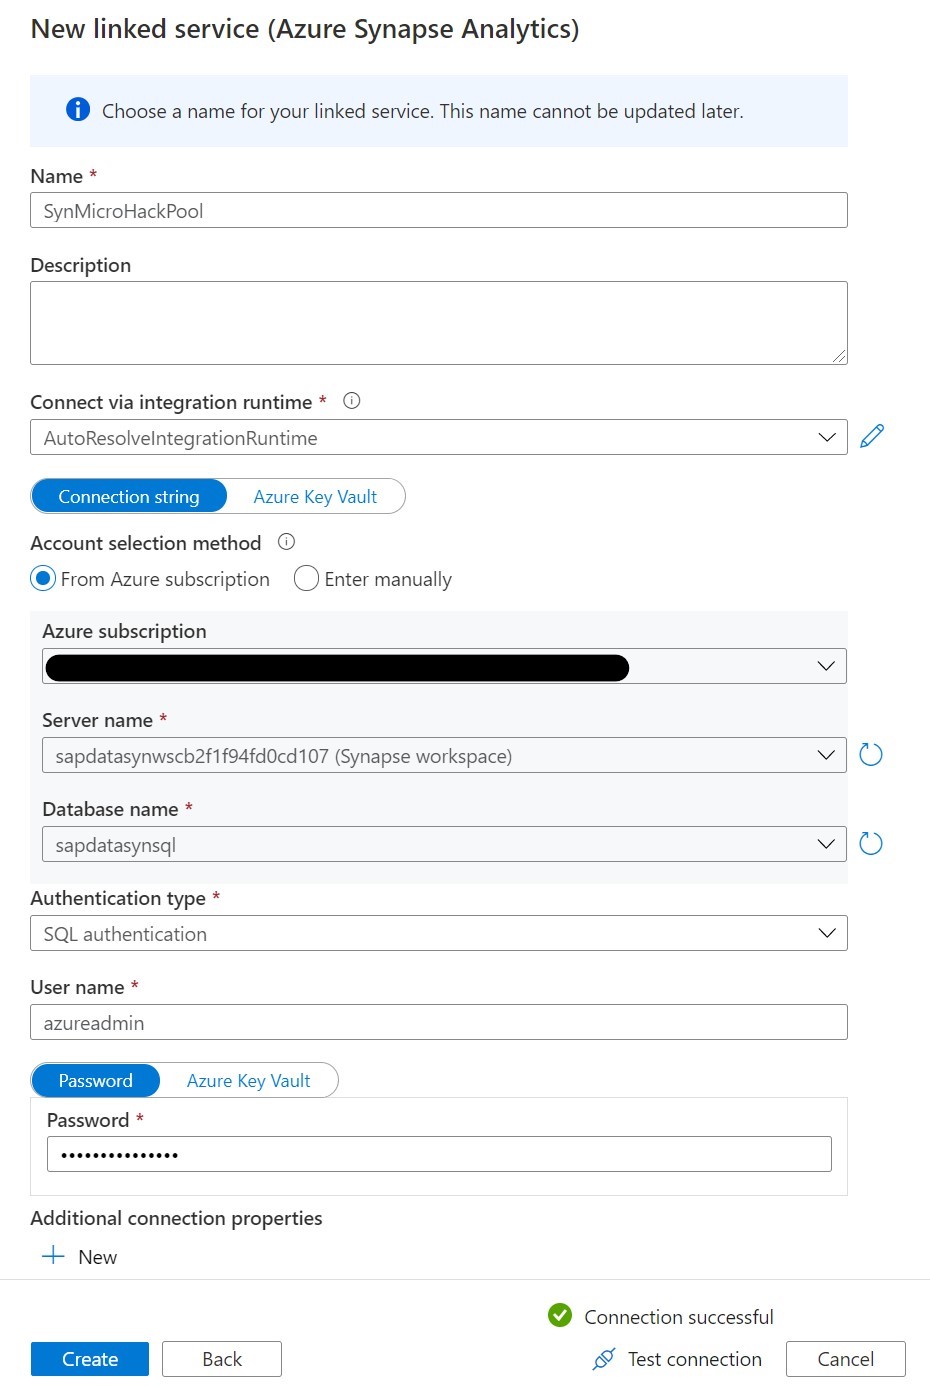 New linked service (Azure Synapse Analytics)
Choose a name for your linked service. This name cannot be updated later.
Name *
SynMicroHackPool
Description
Connect via integration runtime *
AutoResolveIntegrationRuntime
Connection string Azure Key Vault
Account selection method
From Azure subscription Enter manually
Azure subscription
Server name *
sapdatasynwscb2f1f94fd0cd107 (Synapse workspace)
Database name *
sapdatasynsql
Authentication type *
SQL authentication
User name *
azureadmin
Password Azure Key Vault
Password *
•••••••••••••••
Additional connection properties
New
Connection successful
Create Back Test connection Cancel